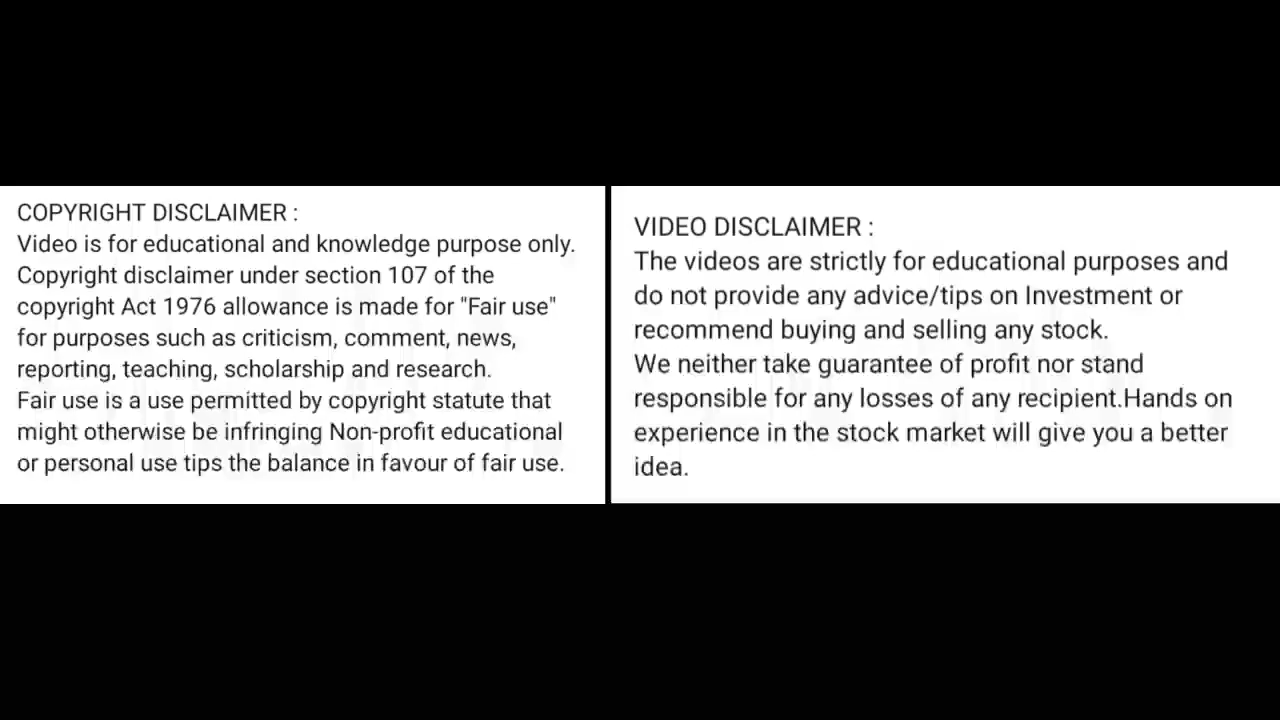 COPYRIGHT DISCLAIMER :
Video is for educational and knowledge purpose only.
Copyright disclaimer under section 107 of the
copyright Act 1976 allowance is made for "Fair use"
for purposes such as criticism, comment, news,
reporting, teaching, scholarship and research.
Fair use is a use permitted by copyright statute that
might otherwise be infringing Non-profit educational
or personal use tips the balance in favour of fair use.
VIDEO DISCLAIMER :
The videos are strictly for educational purposes and
do not provide any advice/tips on Investment or
recommend buying and selling any stock.
We neither take guarantee of profit nor stand
responsible for any losses of any recipient.Hands on
experience in the stock market will give you a better
idea.